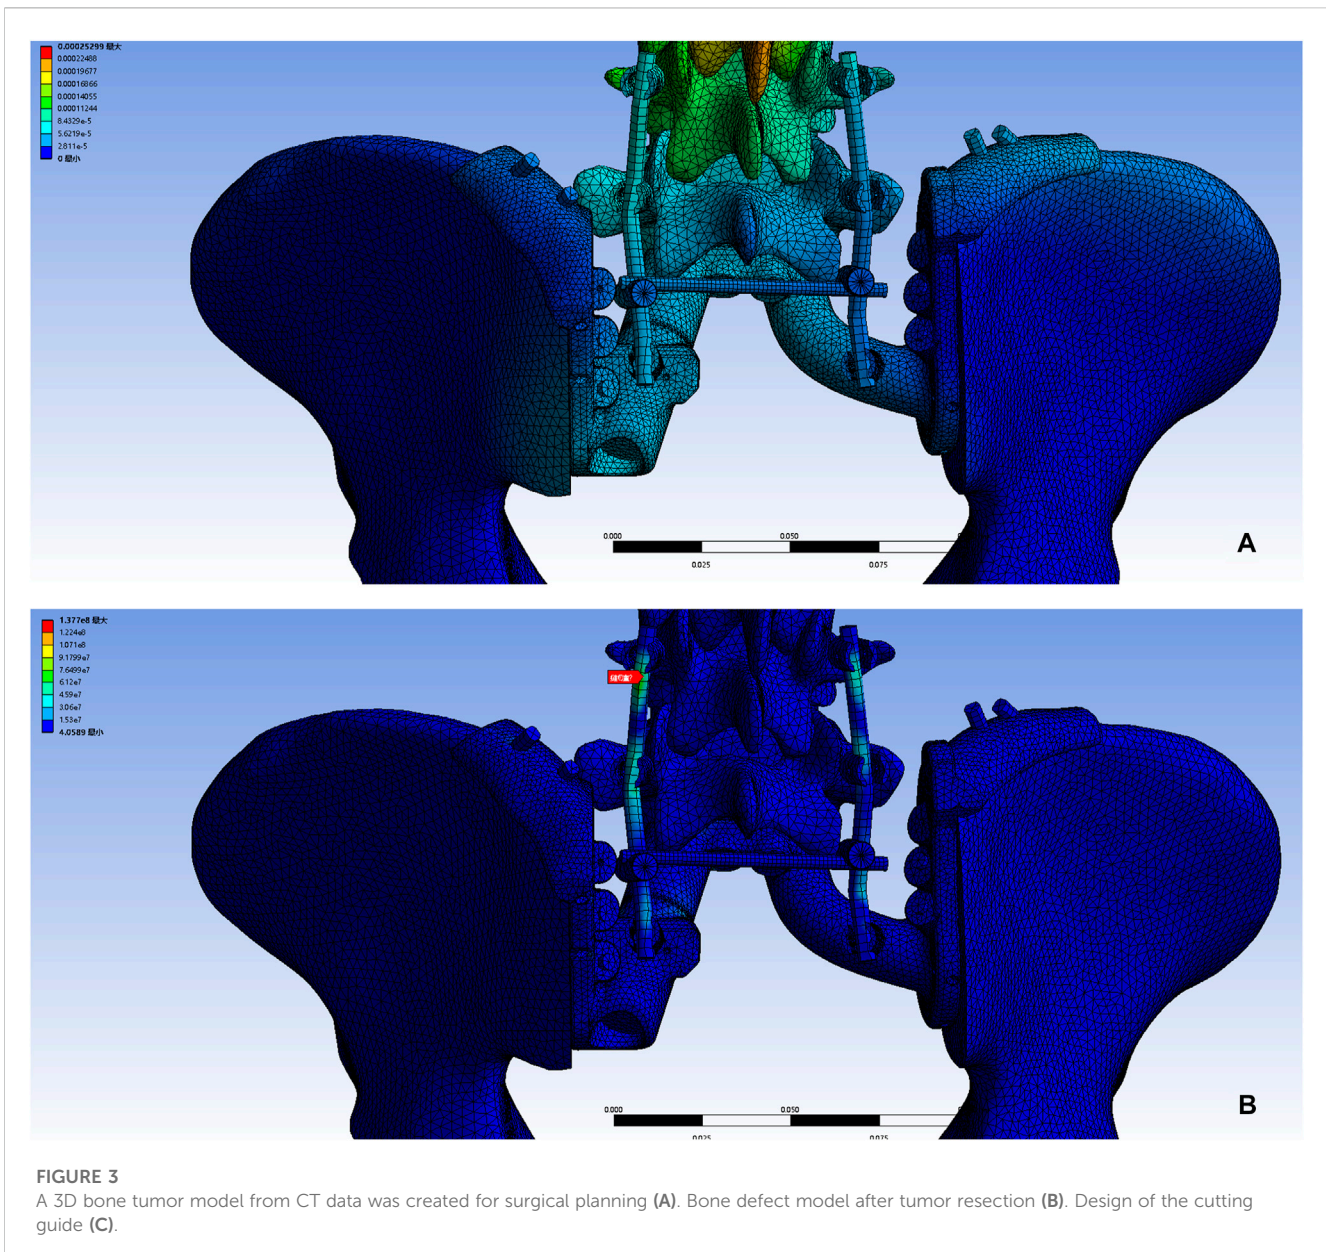 0.00025299 最大
0.00022488
0.00019677
0.00016866
0.00014055
0.00011244
8.4329e-5
5.6219e-5
2.811e-5
0 最小
0.000
0.050
0.025
0.075
A
1.377e8 最大
1.224e8
1.071e8
9.1799e7
7.6499e7
6.12e7
4.59e7
3.06e7
1.53e7
4.0589 最小
0.000
0.050
0.025
0.075
B
FIGURE 3
A 3D bone tumor model from CT data was created for surgical planning (A). Bone defect model after tumor resection (B). Design of the cutting
guide (C).